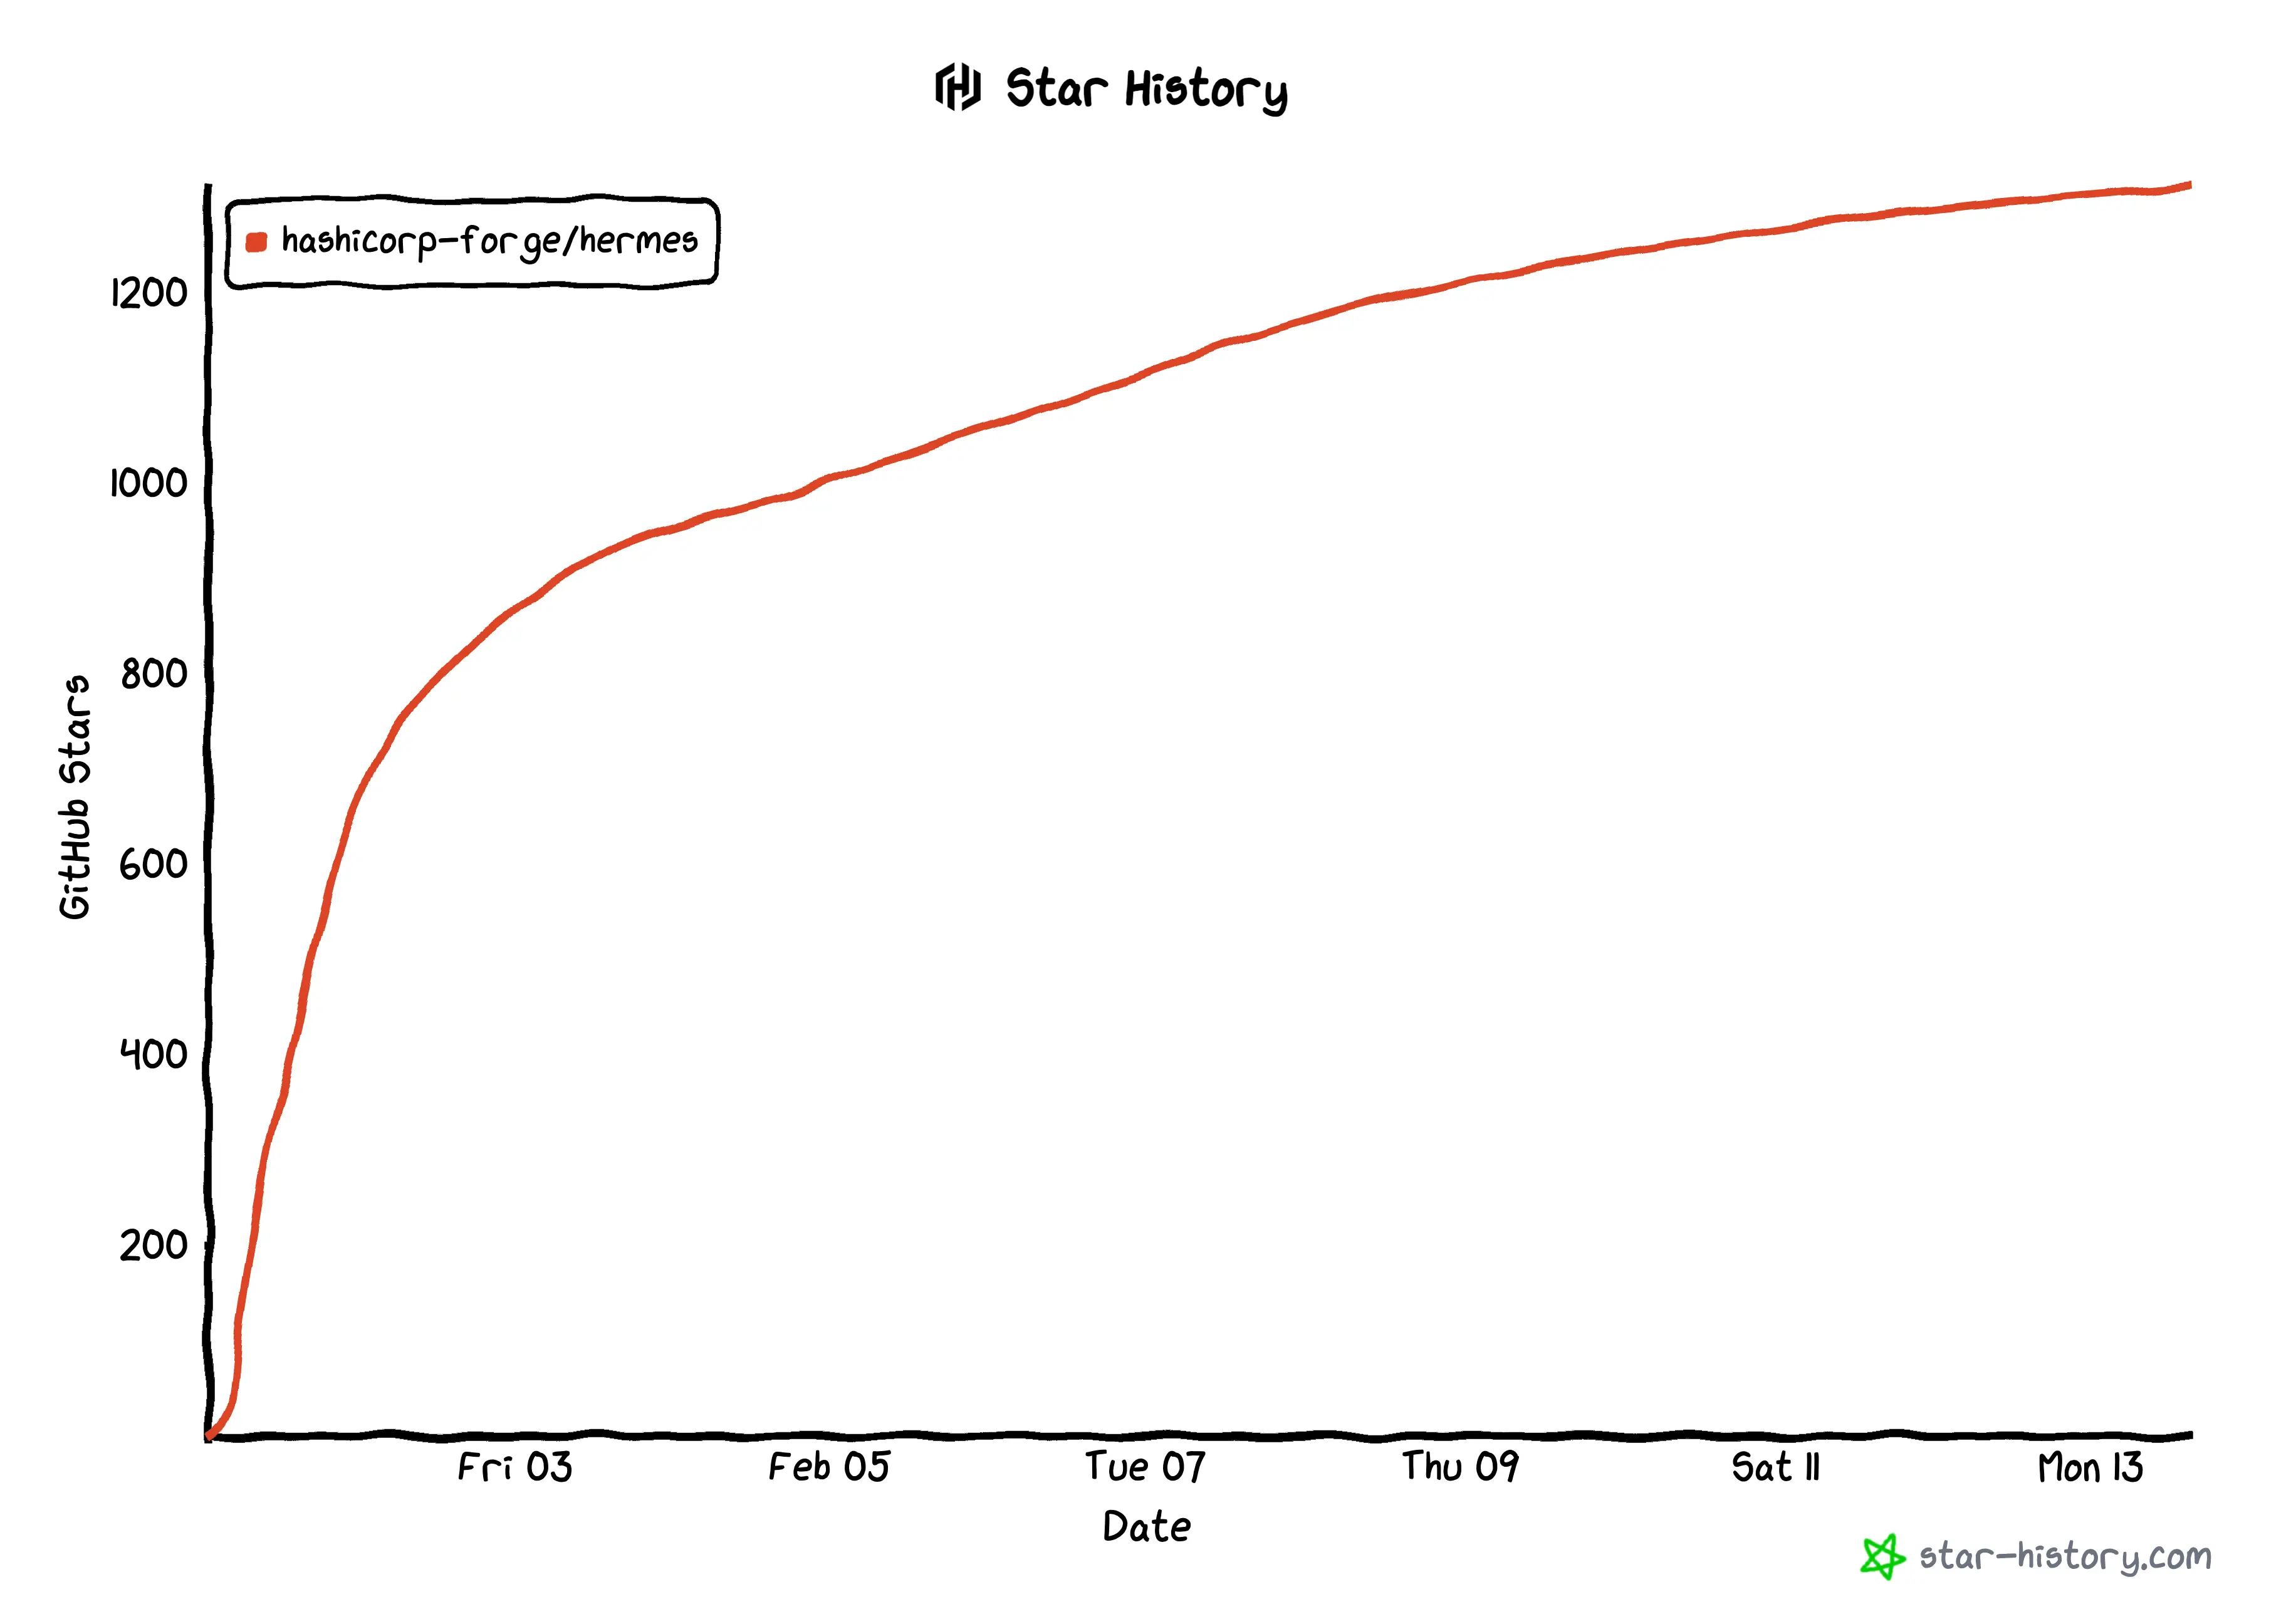 Star History
hashicorp-forge/hermes
1200
1000
800
600
400
200
GitHub Stars
Fri 03
Feb 05
Tue 07
Thu 09
Sat 11
Mon 13
Date
star-history.com